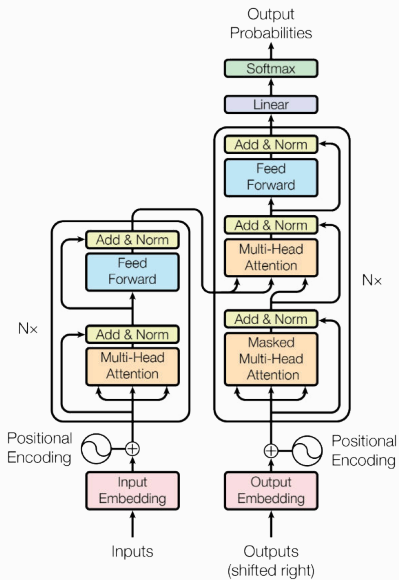 Output
Probabilities
Softmax
Linear
Add & Norm
Feed
Forward
Add & Norm
Multi-Head
Attention
Add & Norm
Masked
Multi-Head
Attention
Nx
Add & Norm
Feed
Forward
Add & Norm
Multi-Head
Attention
N×
Positional
Encoding
Positional
Encoding
Input
Embedding
Output
Embedding
Inputs
Outputs
(shifted right)